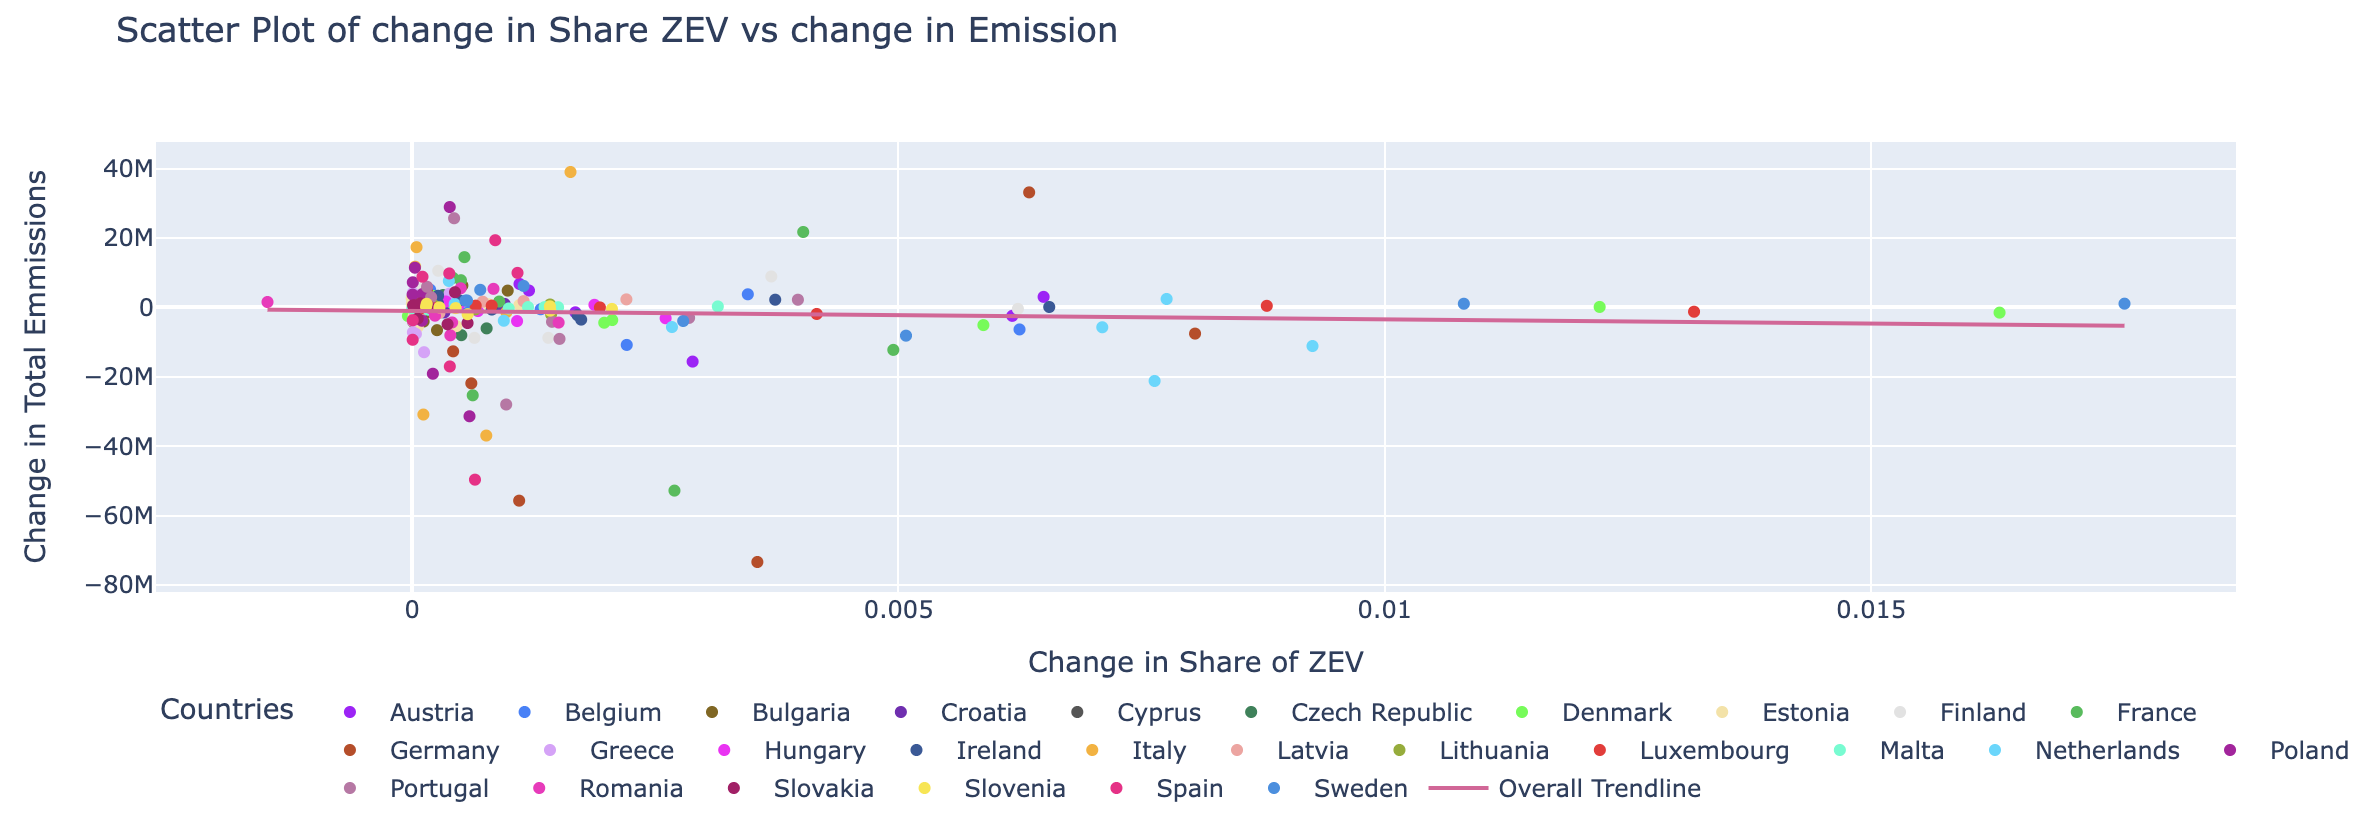 Scatter Plot of change in Share ZEV vs change in Emission
Change in Total Emmissions
40M
20M
0
−20M
−40M
−60M
−80M
0 0.005 0.01 0.015
Change in Share of ZEV
Countries Austria Belgium Bulgaria Croatia Cyprus Czech Republic Denmark Estonia Finland France
Germany Greece Hungary Ireland Italy Latvia Lithuania Luxembourg Malta Netherlands Poland
Portugal Romania Slovakia Slovenia Spain Sweden Overall Trendline